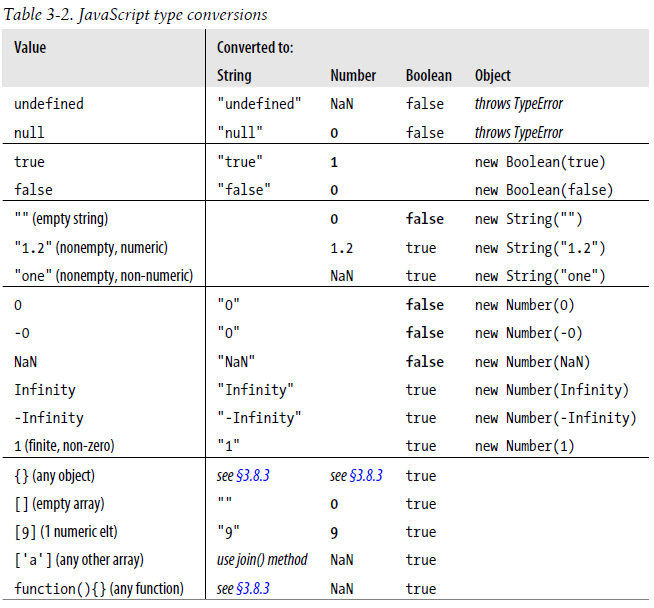 Table 3-2. JavaScript type conversions
Value Converted to:
String Number Boolean Object
undefined "undefined" NaN false throws TypeError
null "null" 0 false throws TypeError
true "true" 1 new Boolean(true)
false "false" 0 new Boolean(false)
"" (empty string) 0 false new String("")
"1.2" (nonempty, numeric) 1.2 true new String("1.2")
"one" (nonempty, non-numeric) NaN true new String("one")
0 "0" false new Number(0)
-0 "0" false new Number(-0)
NaN "NaN" false new Number(NaN)
Infinity "Infinity" true new Number(Infinity)
-Infinity "-Infinity" true new Number(-Infinity)
1 (finite, non-zero) "1" true new Number(1)
{} (any object) see §3.8.3 see §3.8.3 true
[] (empty array) "" 0 true
[9] (1 numeric elt) "9" 9 true
['a'] (any other array) use join() method NaN true
function(){} (any function) see §3.8.3 NaN true